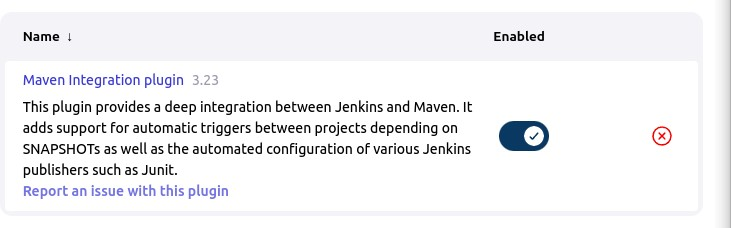 Name ↓ Enabled
Maven Integration plugin 3.23
This plugin provides a deep integration between Jenkins and Maven. It
adds support for automatic triggers between projects depending on
SNAPSHOTs as well as the automated configuration of various Jenkins
publishers such as Junit.
Report an issue with this plugin